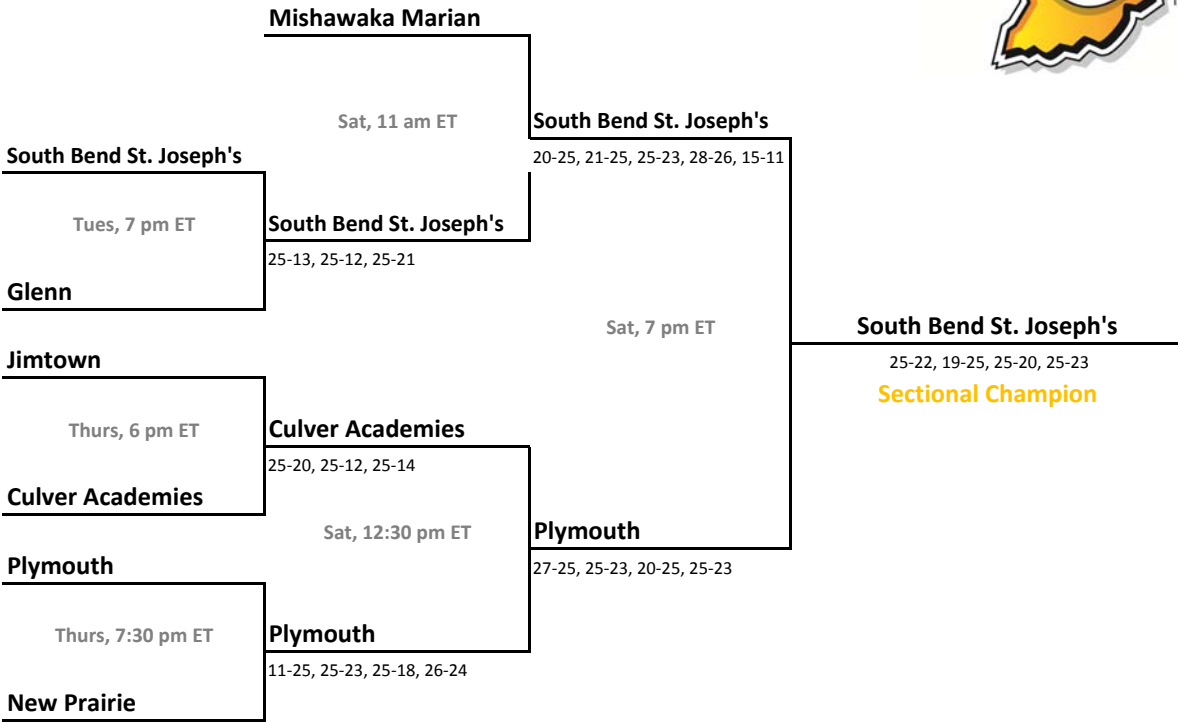 Mishawaka Marian
Sat, 11 am ET
South Bend St. Joseph's
20-25, 21-25, 25-23, 28-26, 15-11
South Bend St. Joseph's
Tues, 7 pm ET
South Bend St. Joseph's
25-13, 25-12, 25-21
Glenn
Sat, 7 pm ET
South Bend St. Joseph's
25-22, 19-25, 25-20, 25-23
Sectional Champion
Jimtown
Thurs, 6 pm ET
Culver Academies
25-20, 25-12, 25-14
Culver Academies
Sat, 12:30 pm ET
Plymouth
27-25, 25-23, 20-25, 25-23
Plymouth
Thurs, 7:30 pm ET
Plymouth
11-25, 25-23, 25-18, 26-24
New Prairie